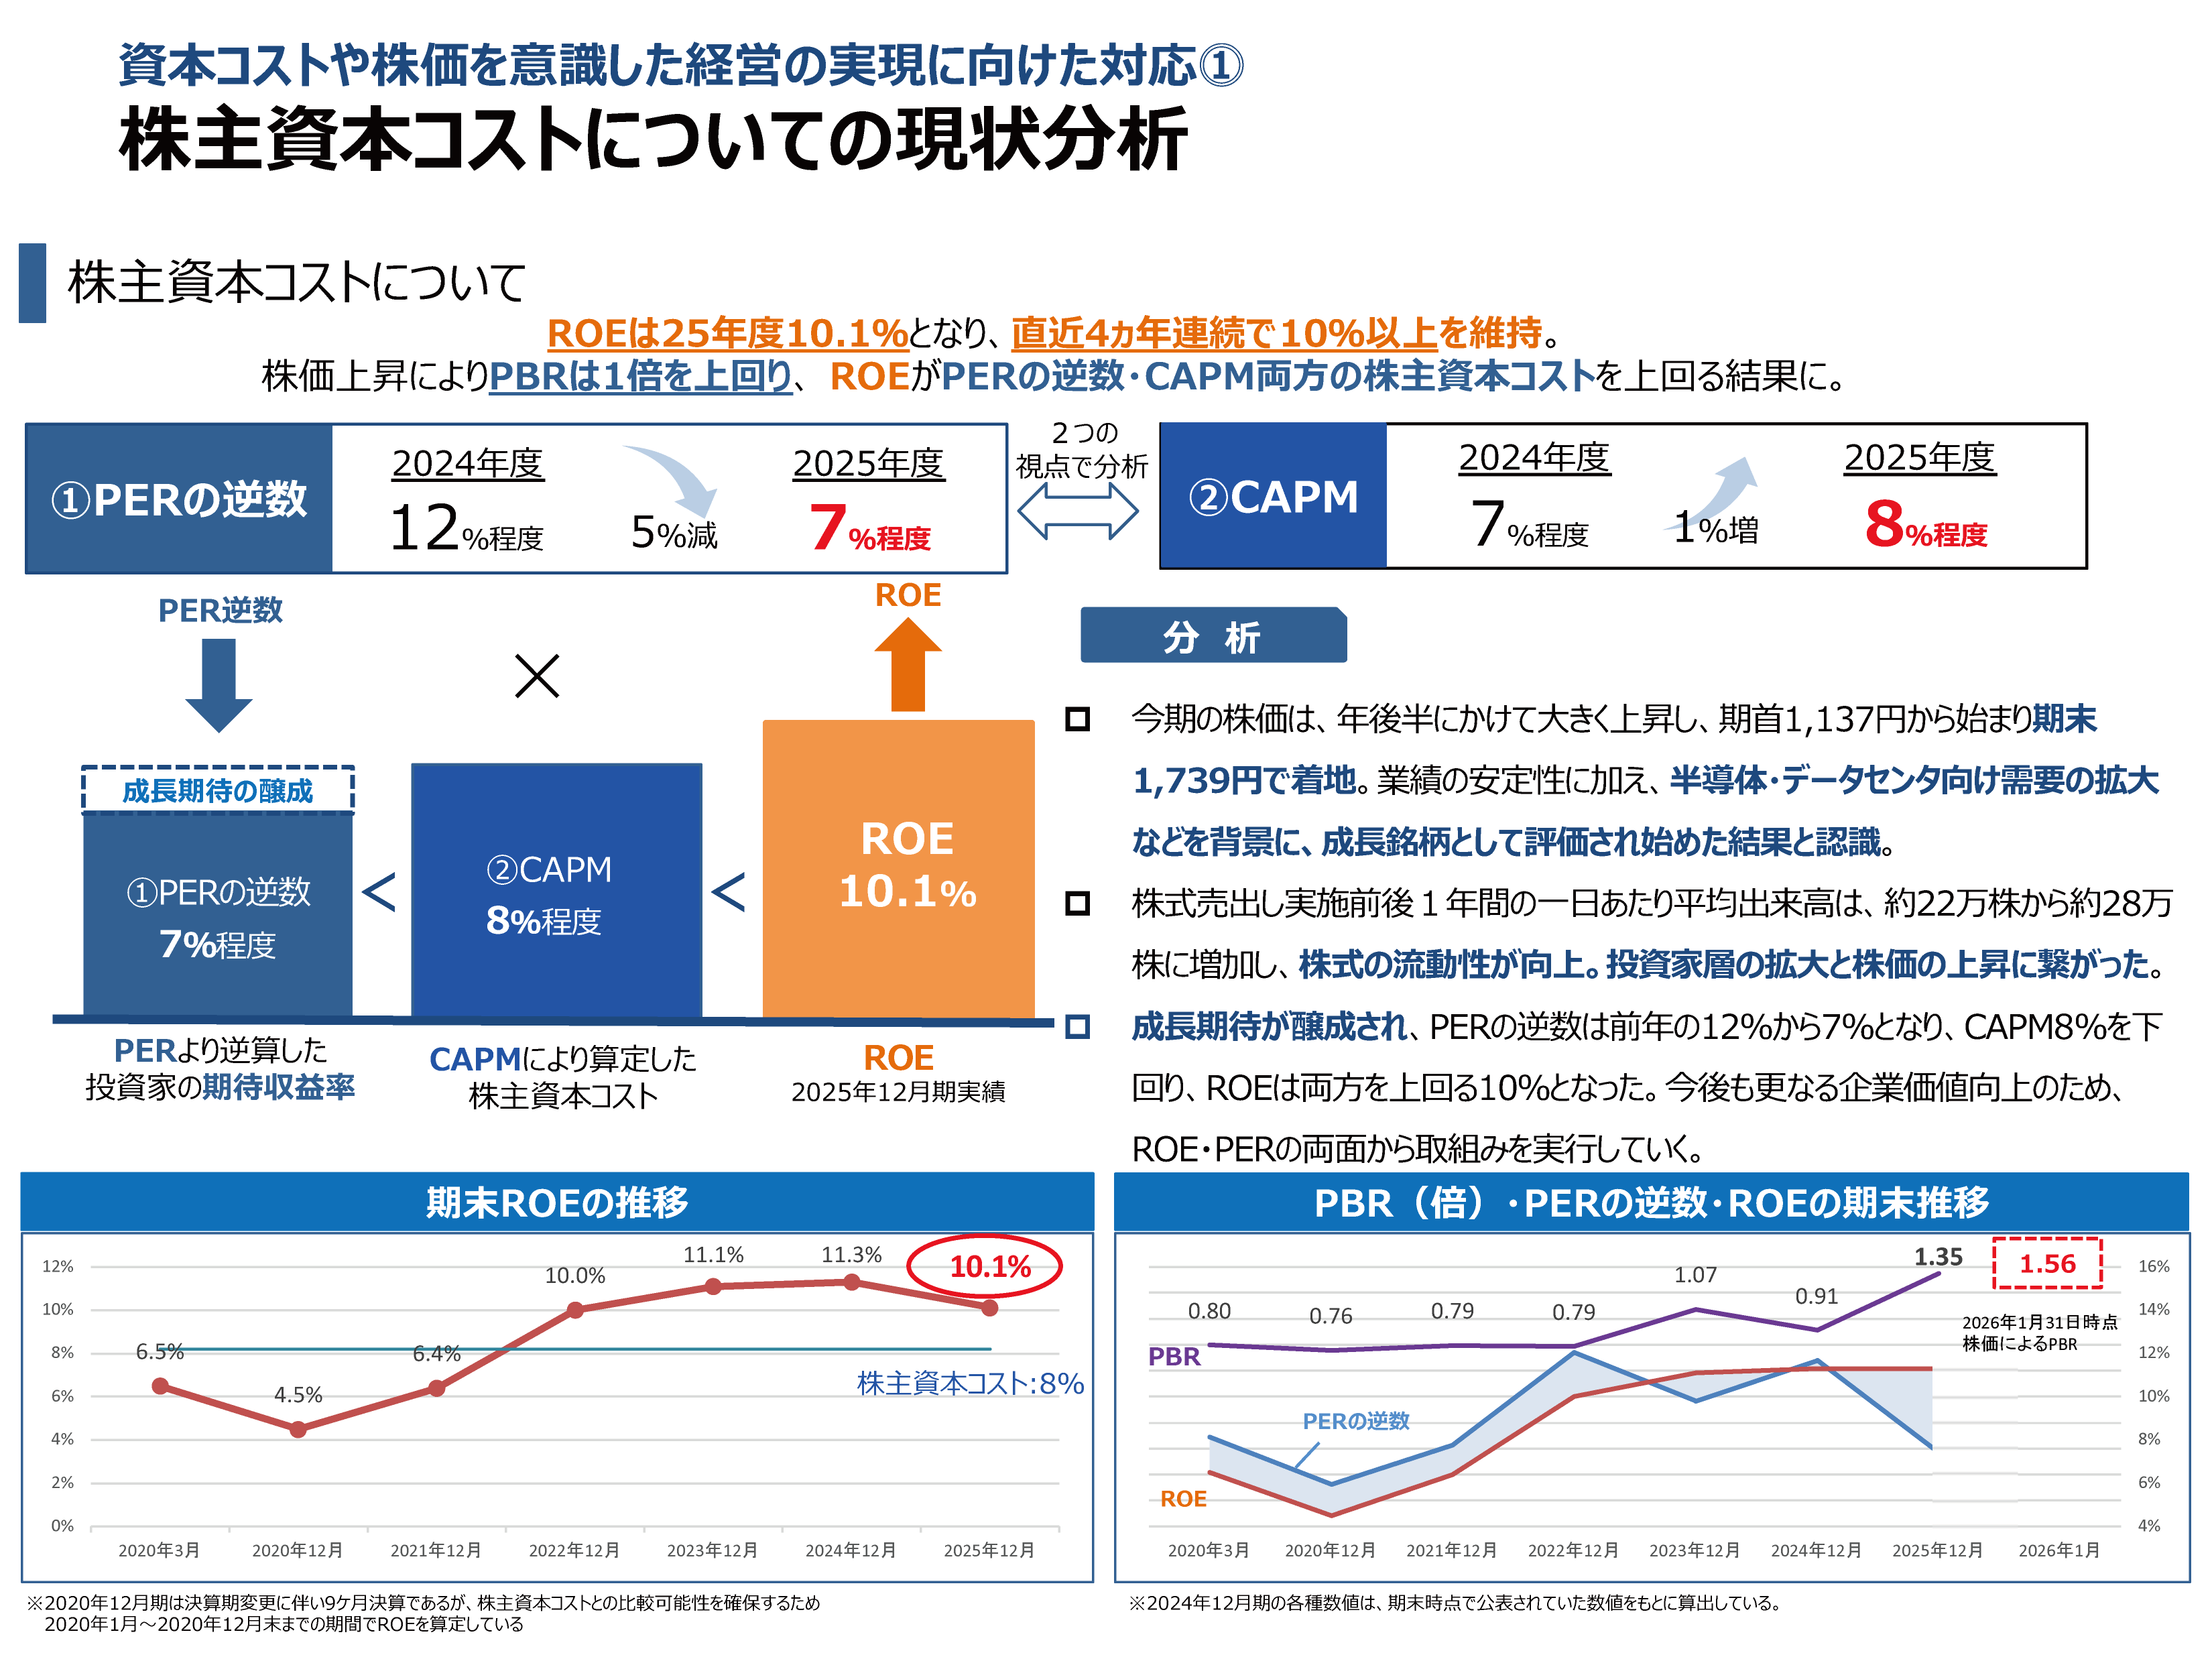 資本コストや株価を意識した経営の実現に向けた対応①
株主資本コストについての現状分析
株主資本コストについて
ROEは25年度10.1%となり、直近4ヵ年連続で10%以上を維持。
株価上昇によりPBRは1倍を上回り、 ROEがPERの逆数・CAPM両方の株主資本コストを上回る結果に。
①PERの逆数
2024年度
12%程度
5%減
2025年度
7%程度
2つの
視点で分析
②CAPM
2024年度
7%程度
1%増
2025年度
8%程度
PER逆数
×
ROE
成長期待の醸成
①PERの逆数
7%程度
<
②CAPM
8%程度
<
ROE
10.1%
PERより逆算した
投資家の期待収益率
CAPMにより算定した
株主資本コスト
ROE
2025年12月期実績
分 析
今期の株価は、年後半にかけて大きく上昇し、期首1,137円から始まり期末
1,739円で着地。業績の安定性に加え、半導体・データセンタ向け需要の拡大
などを背景に、成長銘柄として評価され始めた結果と認識。
株式売出し実施前後１年間の一日あたり平均出来高は、約22万株から約28万
株に増加し、株式の流動性が向上。投資家層の拡大と株価の上昇に繋がった。
成長期待が醸成され、PERの逆数は前年の12%から7%となり、CAPM8%を下
回り、ROEは両方を上回る10%となった。今後も更なる企業価値向上のため、
ROE・PERの両面から取組みを実行していく。
期末ROEの推移
12%
10%
8%
6%
4%
2%
0%
6.5%
4.5%
6.4%
10.0%
11.1%
11.3%
10.1%
株主資本コスト:8%
2020年3月
2020年12月
2021年12月
2022年12月
2023年12月
2024年12月
2025年12月
※2020年12月期は決算期変更に伴い9ケ月決算であるが、株主資本コストとの比較可能性を確保するため
2020年1月～2020年12月末までの期間でROEを算定している
PBR（倍）・PERの逆数・ROEの期末推移
0.80
0.76
0.79
0.79
1.07
0.91
1.35
1.56
2026年1月31日時点
株価によるPBR
PBR
PERの逆数
ROE
16%
14%
12%
10%
8%
6%
4%
2020年3月
2020年12月
2021年12月
2022年12月
2023年12月
2024年12月
2025年12月
2026年1月
※2024年12月期の各種数値は、期末時点で公表されていた数値をもとに算出している。